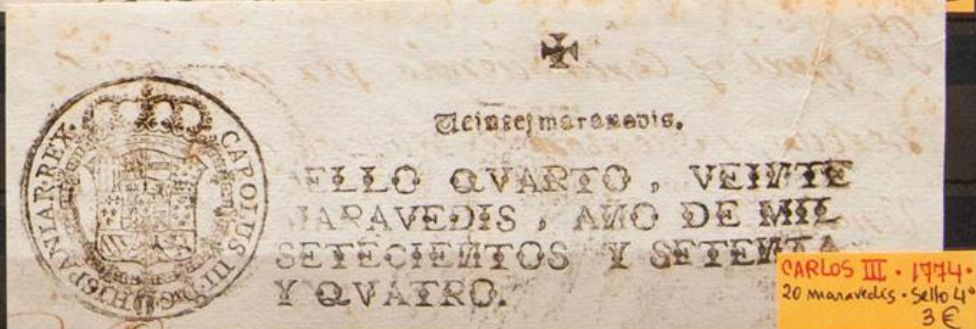 CAROLUS III·D·G·HISPANIAR·REX·
Veinte maravedis.
SELLO QVARTO, VEINTE
MARAVEDIS, AÑO DE MIL
SETECIENTOS Y SETENTA
Y QVATRO.
CARLOS III · 1774 ·
20 maravedís · Sello 4º
3 €